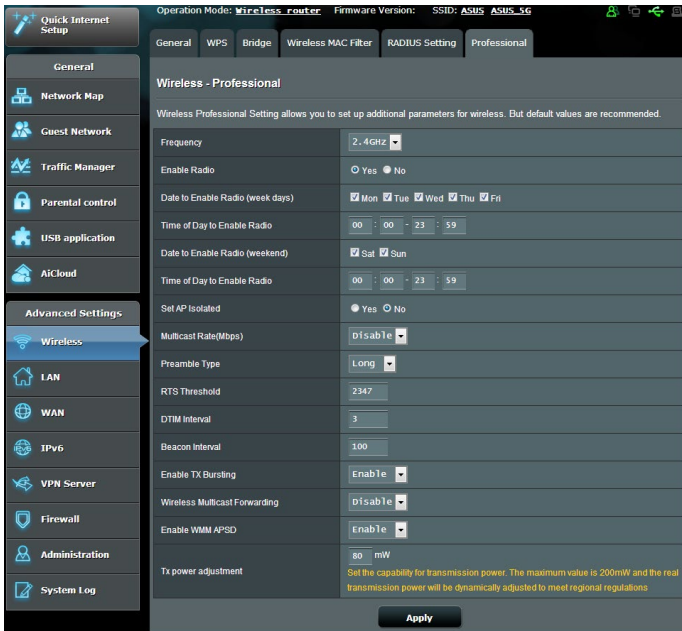 Quick Internet
Setup
General
Network Map
Guest Network
Traffic Manager
Parental control
USB application
AiCloud
Advanced Settings
Wireless
LAN
WAN
IPv6
VPN Server
Firewall
Administration
System Log
Operation Mode: Wireless router Firmware Version: SSID: ASUS ASUS_5G
General WPS Bridge Wireless MAC Filter RADIUS Setting Professional
Wireless - Professional
Wireless Professional Setting allows you to set up additional parameters for wireless. But default values are recommended.
Frequency 2.4GHz
Enable Radio Yes No
Date to Enable Radio (week days) Mon Tue Wed Thu Fri
Time of Day to Enable Radio 00 : 00 - 23 : 59
Date to Enable Radio (weekend) Sat Sun
Time of Day to Enable Radio 00 : 00 - 23 : 59
Set AP Isolated Yes No
Multicast Rate(Mbps) Disable
Preamble Type Long
RTS Threshold 2347
DTIM Interval 3
Beacon Interval 100
Enable TX Bursting Enable
Wireless Multicast Forwarding Disable
Enable WMM APSD Enable
Tx power adjustment 80 mW
Set the capability for transmission power. The maximum value is 200mW and the real
transmission power will be dynamically adjusted to meet regional regulations
Apply